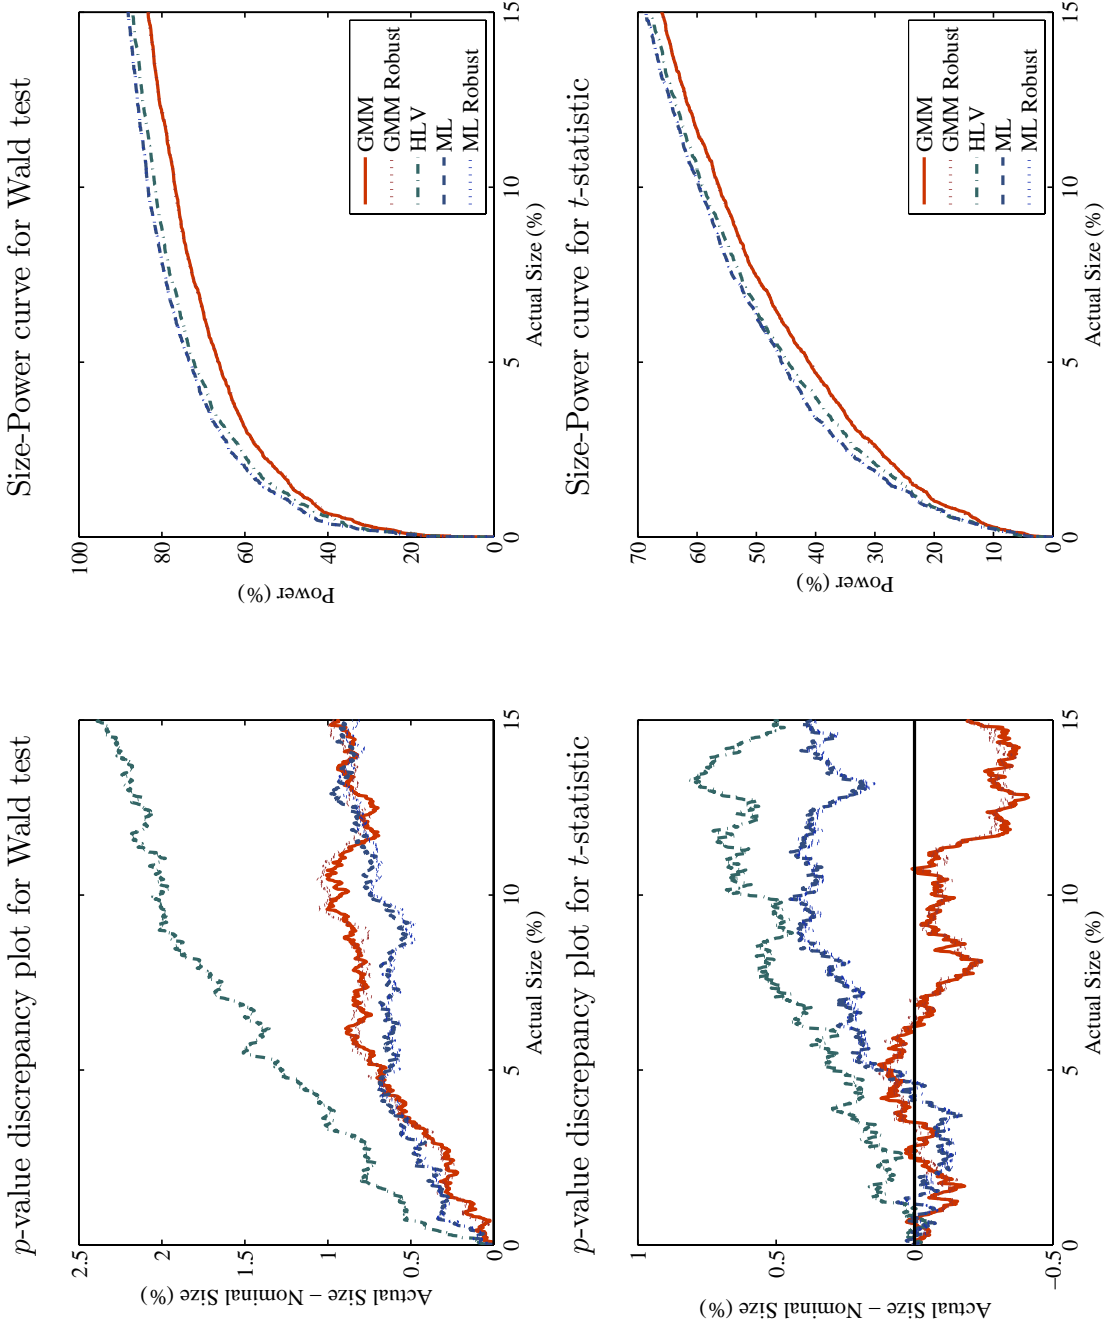 p-value discrepancy plot for Wald test
2.5
2
1.5
1
0.5
0
Actual Size – Nominal Size (%)
0 5 10 15
Actual Size (%)
Size-Power curve for Wald test
100
80
60
40
20
0
Power (%)
GMM
GMM Robust
HLV
ML
ML Robust
0 5 10 15
Actual Size (%)
p-value discrepancy plot for t-statistic
1
0.5
0
−0.5
Actual Size – Nominal Size (%)
0 5 10 15
Actual Size (%)
Size-Power curve for t-statistic
70
60
50
40
30
20
10
0
Power (%)
GMM
GMM Robust
HLV
ML
ML Robust
0 5 10 15
Actual Size (%)